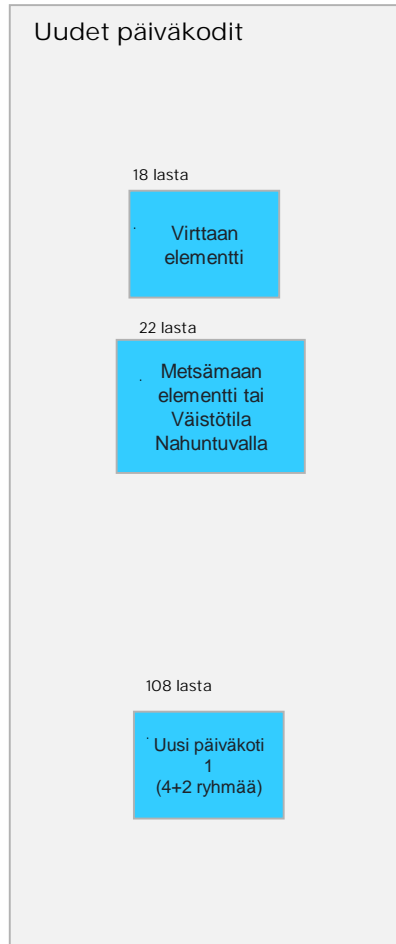 Uudet päiväkodit
18 lasta
Virttaan
elementti
22 lasta
Metsämaan
elementti tai
Väistötila
Nahuntuvalla
108 lasta
Uusi päiväkoti
1
(4+2 ryhmää)